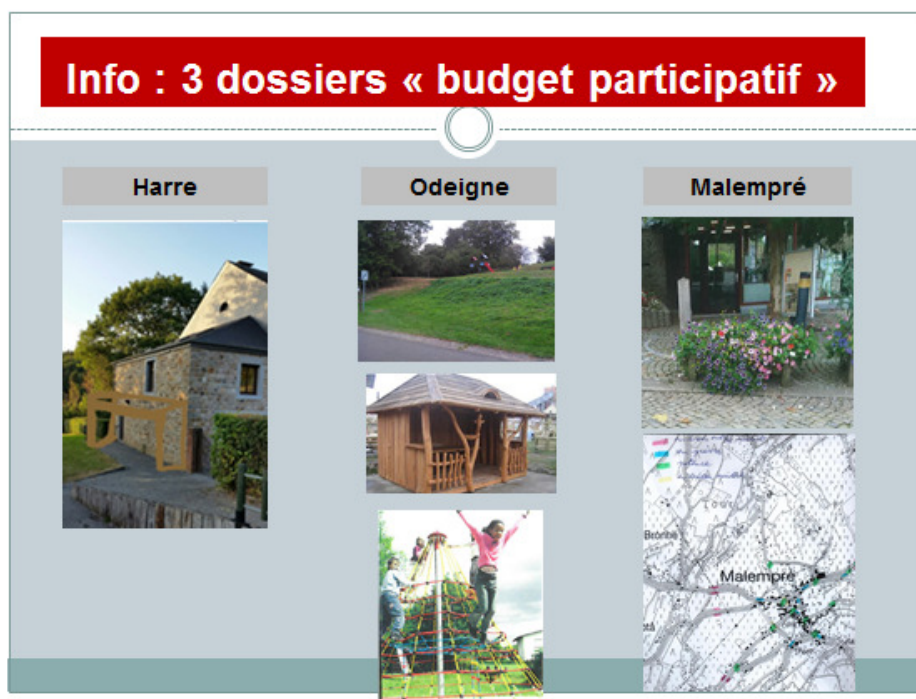 Info : 3 dossiers « budget participatif »
Harre
Odeigne
Malempré
Malempré